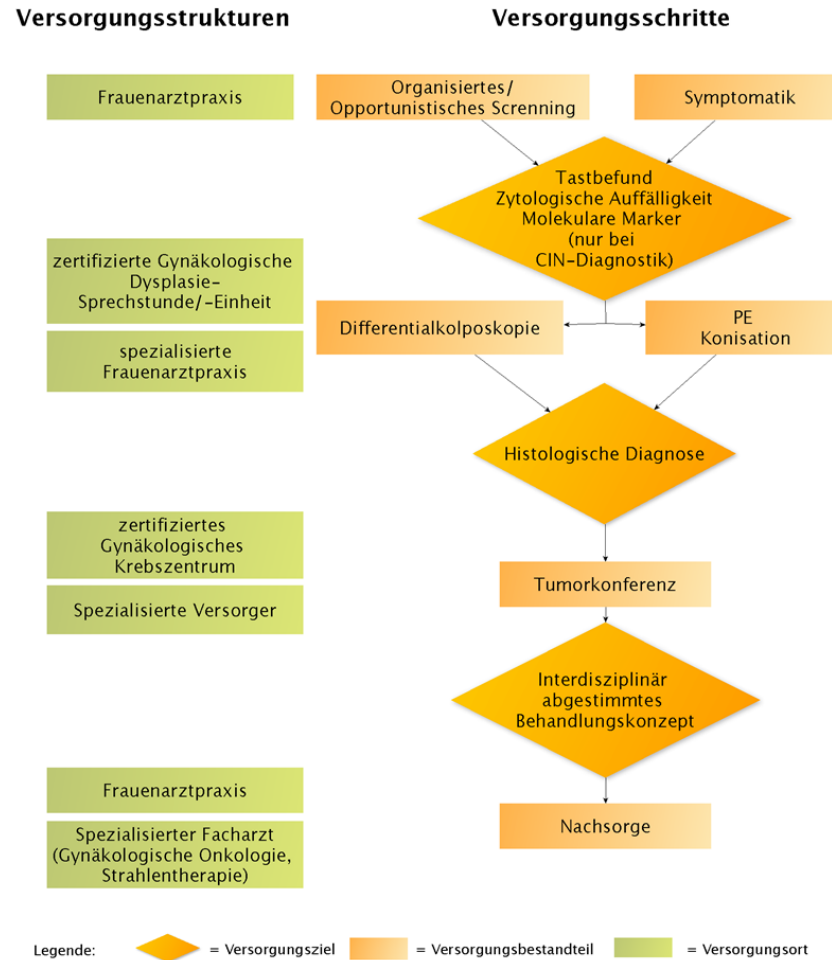 Versorgungsstrukturen
Versorgungsschritte
Frauenarztpraxis
Organisiertes/
Opportunistisches Screnning
Symptomatik
Tastbefund
Zytologische Auffälligkeit
Molekulare Marker
(nur bei
CIN-Diagnostik)
zertifizierte Gynäkologische
Dysplasie-
Sprechstunde/-Einheit
spezialisierte
Frauenarztpraxis
Differentialkolposkopie
PE
Konisation
Histologische Diagnose
zertifiziertes
Gynäkologisches
Krebszentrum
Spezialisierte Versorger
Tumorkonferenz
Interdisziplinär
abgestimmtes
Behandlungskonzept
Frauenarztpraxis
Spezialisierter Facharzt
(Gynäkologische Onkologie,
Strahlentherapie)
Nachsorge
Legende:
= Versorgungsziel
= Versorgungsbestandteil
= Versorgungsort